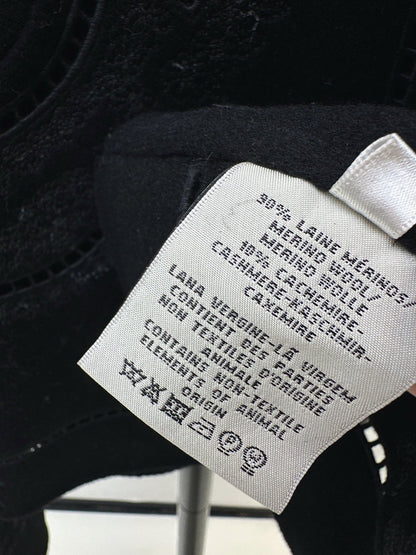 90% LAINE MÉRINOS/
MERINO WOOL/
MERINO WOLLE
10% CACHEMIRE-
CASHMERE-KASCHMIR-
CAXEMIRE
LANA VERGINE-LÃ VIRGEM
CONTIENT DES PARTIES
NON TEXTILES D'ORIGINE
ANIMALE
CONTAINS NON-TEXTILE
ELEMENTS OF ANIMAL
ORIGIN
P W